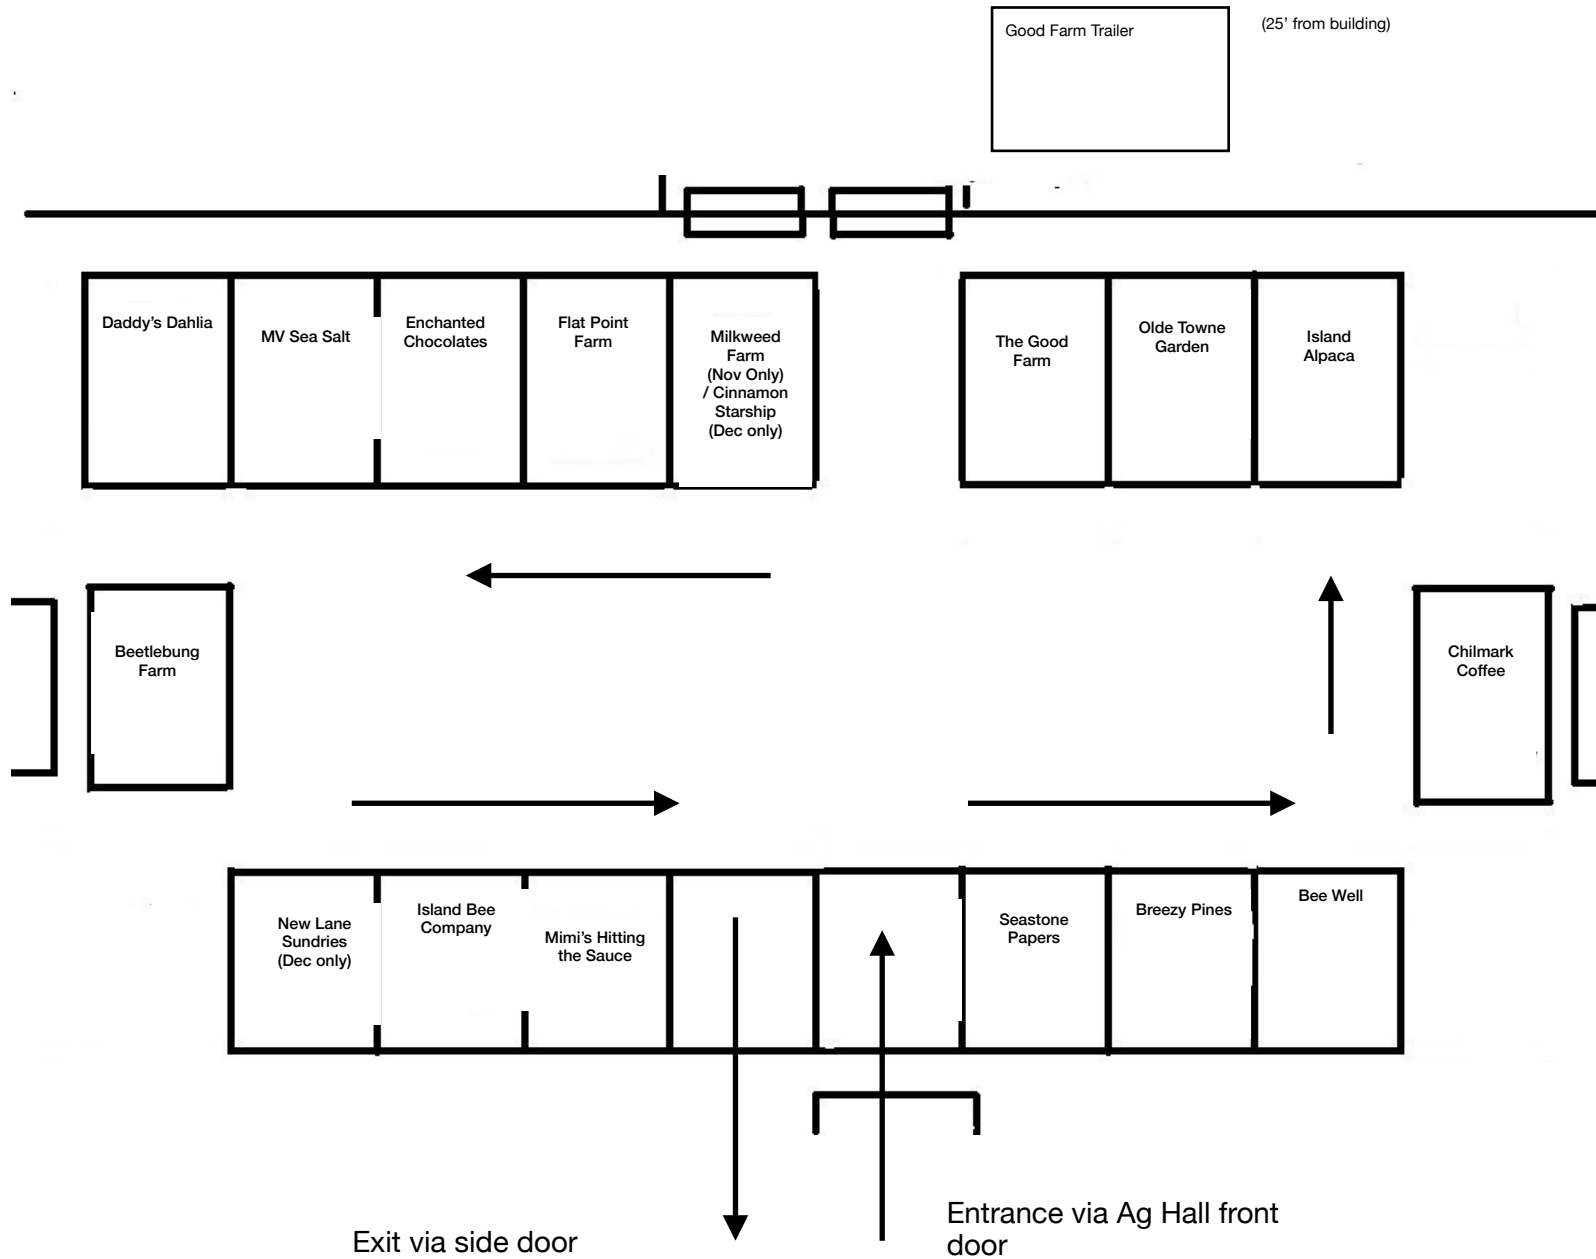 Good Farm Trailer
(25’ from building)
Daddy’s Dahlia
MV Sea Salt
Enchanted
Chocolates
Flat Point
Farm
Milkweed
Farm
(Nov Only)
/ Cinnamon
Starship
(Dec only)
The Good
Farm
Olde Towne
Garden
Island
Alpaca
Beetlebung
Farm
Chilmark
Coffee
New Lane
Sundries
(Dec only)
Island Bee
Company
Mimi’s Hitting
the Sauce
Seastone
Papers
Breezy Pines
Bee Well
Exit via side door
Entrance via Ag Hall front
door